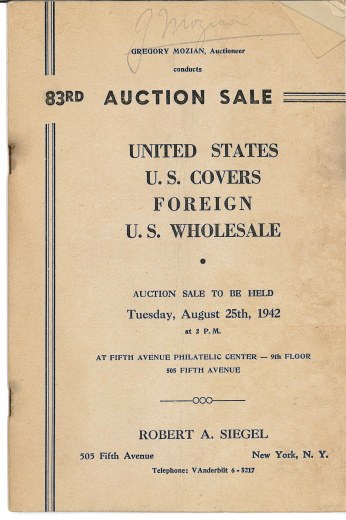 G Mozian
GREGORY MOZIAN, Auctioneer
conducts
83RD AUCTION SALE
UNITED STATES
U. S. COVERS
FOREIGN
U. S. WHOLESALE
•
AUCTION SALE TO BE HELD
Tuesday, August 25th, 1942
at 2 P. M.
AT FIFTH AVENUE PHILATELIC CENTER — 9th FLOOR
505 FIFTH AVENUE
ROBERT A. SIEGEL
505 Fifth Avenue New York, N. Y.
Telephone: VAnderblit 6 - 3217